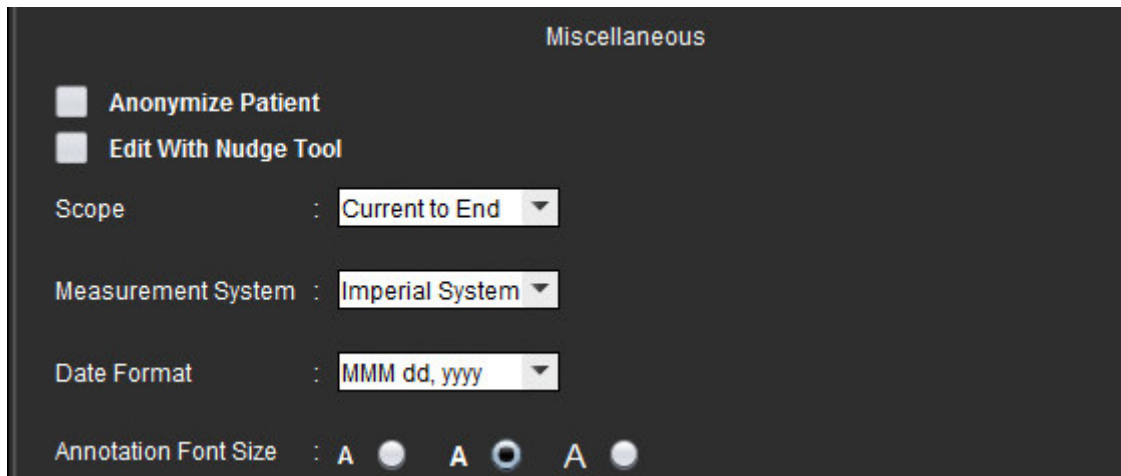 Miscellaneous
Anonymize Patient
Edit With Nudge Tool
Scope : Current to End
Measurement System : Imperial System
Date Format : MMM dd, yyyy
Annotation Font Size : A A A